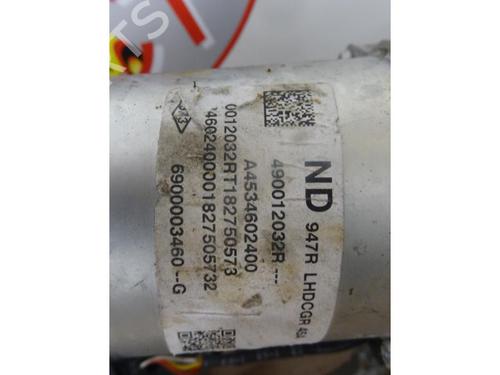 ND 947R LHDCGR
490012032R ---
A4534602400
0012032RT182750573
4602400001827505732
6900003460--G